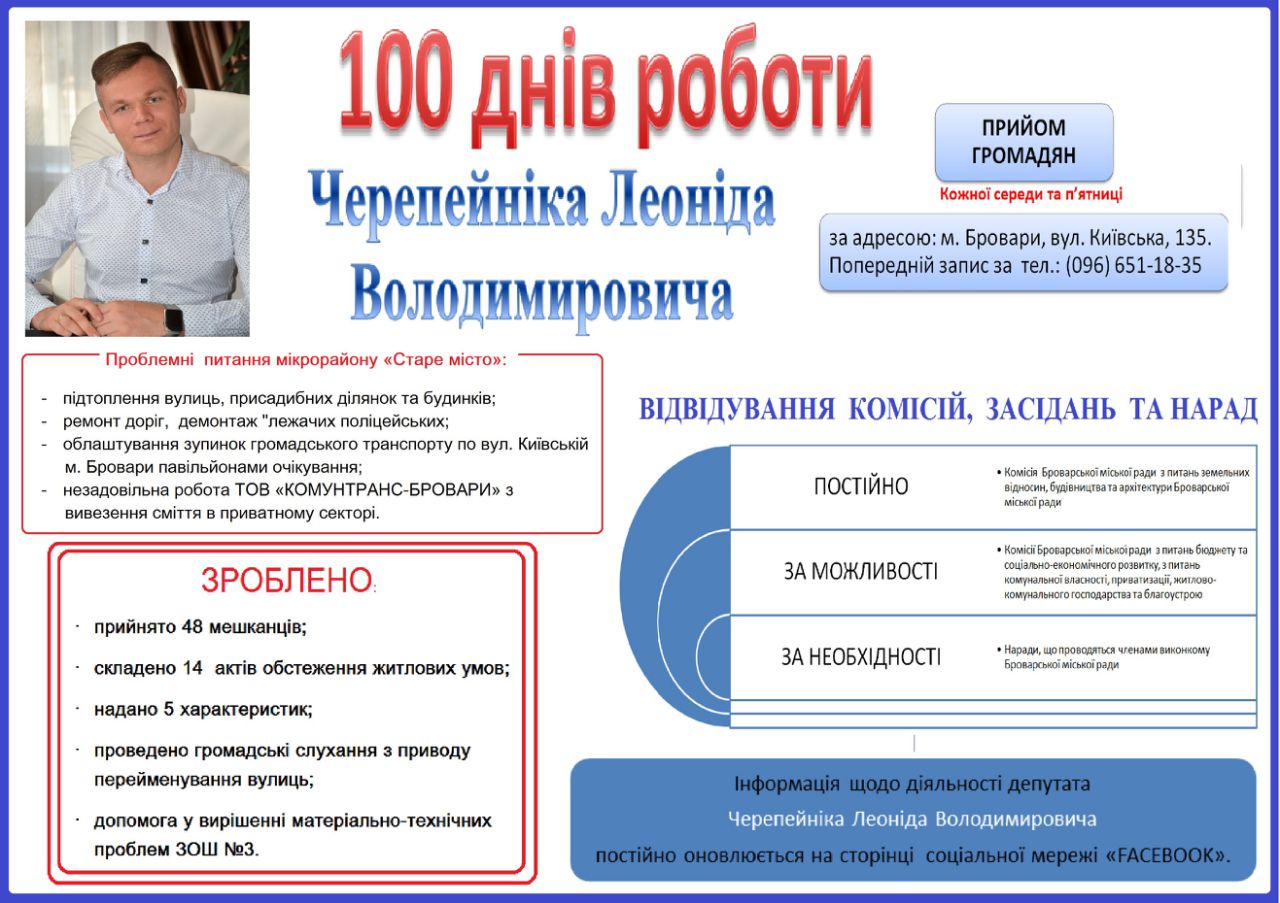 100 днів роботи
Черепейніка Леоніда
Володимировича
ПРИЙОМ
ГРОМАДЯН
Кожної середи та п’ятниці
за адресою: м. Бровари, вул. Київська, 135.
Попередній запис за тел.: (096) 651-18-35
Проблемні питання мікрорайону «Старе місто»:
- підтоплення вулиць, присадибних ділянок та будинків;
- ремонт доріг, демонтаж "лежачих поліцейських;
- облаштування зупинок громадського транспорту по вул. Київській
м. Бровари павільйонами очікування;
- незадовільна робота ТОВ «КОМУНТРАНС-БРОВАРИ» з
вивезення сміття в приватному секторі.
ЗРОБЛЕНО:
· прийнято 48 мешканців;
· складено 14 актів обстеження житлових умов;
· надано 5 характеристик;
· проведено громадські слухання з приводу
перейменування вулиць;
· допомога у вирішенні матеріально-технічних
проблем ЗОШ №3.
ВІДВІДУВАННЯ КОМІСІЙ, ЗАСІДАНЬ ТА НАРАД
ПОСТІЙНО
• Комісія Броварської міської ради з питань земельних
відносин, будівництва та архітектури Броварської
міської ради
ЗА МОЖЛИВОСТІ
• Комісії Броварської міської ради з питань бюджету та
соціально-економічного розвитку, з питань
комунальної власності, приватизації, житлово-
комунального господарства та благоустрою
ЗА НЕОБХІДНОСТІ
• Наради, що проводяться членами виконкому
Броварської міської ради
Інформація щодо діяльності депутата
Черепейніка Леоніда Володимировича
постійно оновлюється на сторінці соціальної мережі «FACEBOOK».